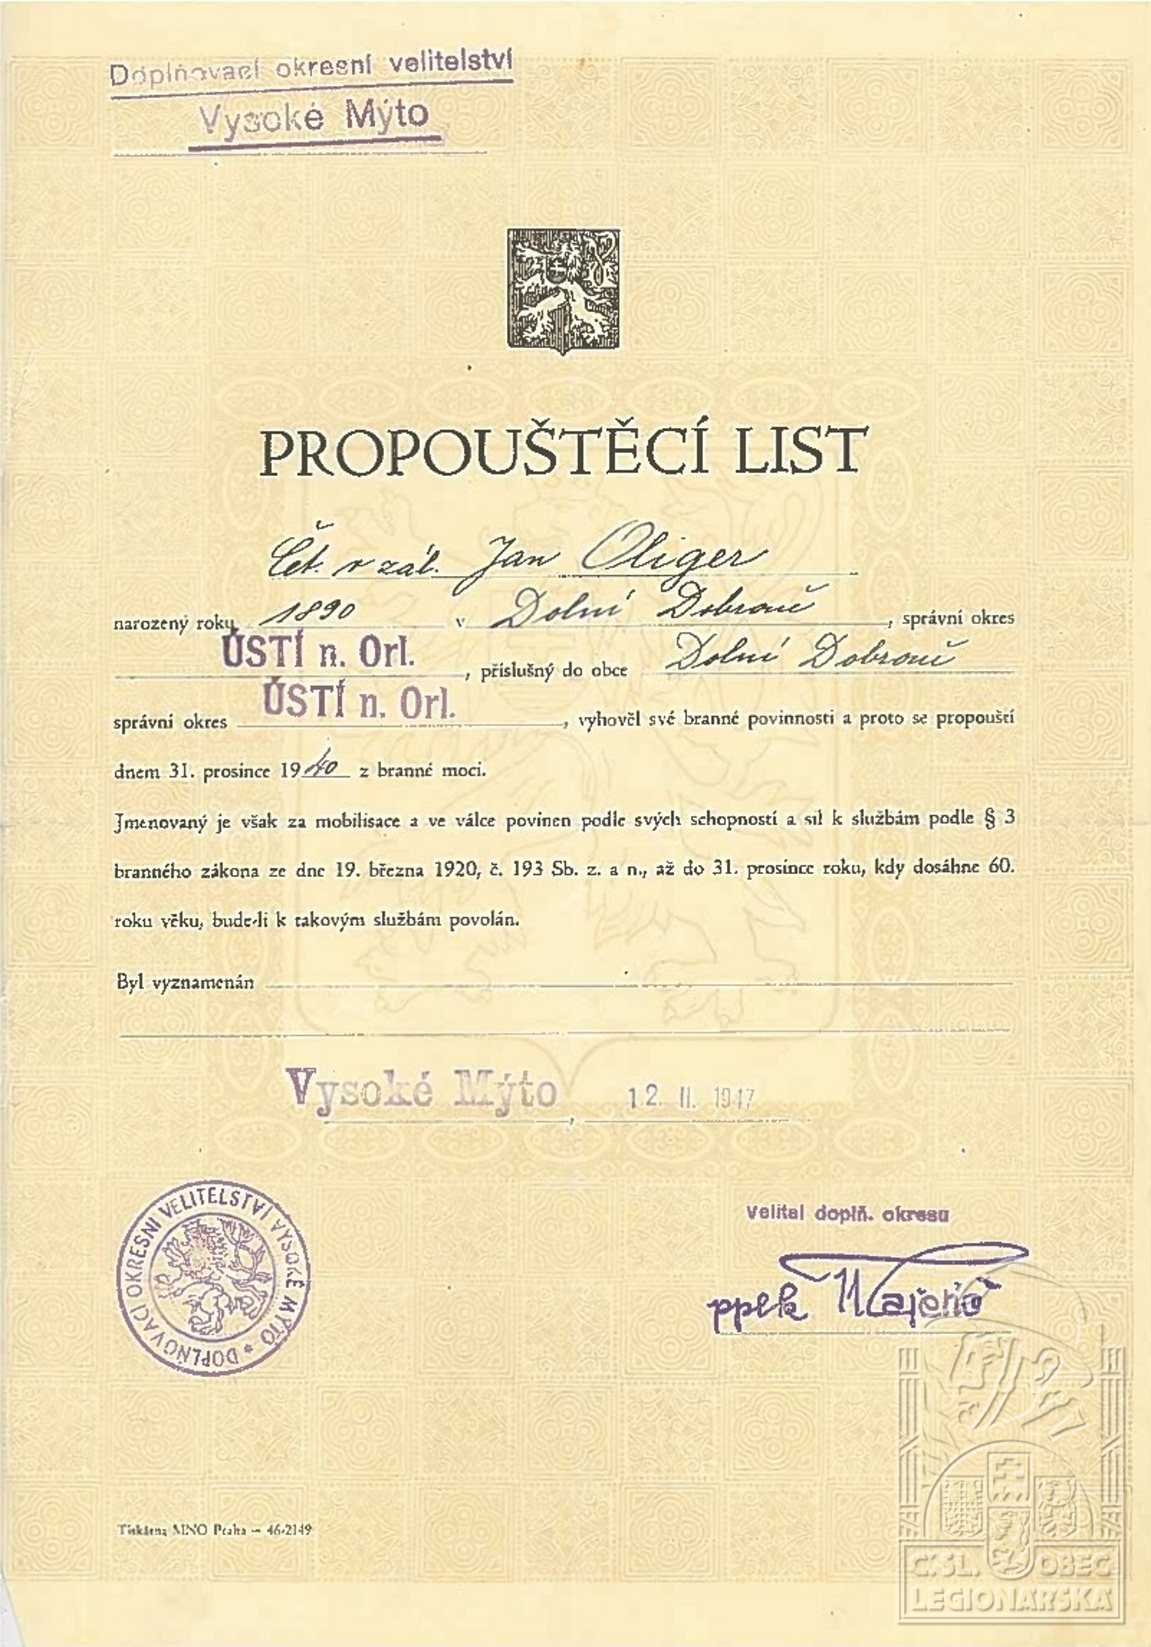 Doplňovací okresní velitelství
Vysoké Mýto
PROPOUŠTĚCÍ LIST
Čet. v zál. Jan Oliger
narozený roku 1890 v Dolní Dobrouč, správní okres
ÚSTÍ n. Orl., příslušný do obce Dolní Dobrouč
správní okres ÚSTÍ n. Orl., vyhověl své branné povinnosti a proto se propouští
dnem 31. prosince 1940 z branné moci.
Jmenovaný je však za mobilisace a ve válce povinen podle svých schopností a sil k službám podle § 3
branného zákona ze dne 19. března 1920, č. 193 Sb. z. a n., až do 31. prosince roku, kdy dosáhne 60.
roku věku, bude-li k takovým službám povolán.
Byl vyznamenán
Vysoké Mýto, 12. II. 1947
DOPLŇOVACÍ OKRESNÍ VELITELSTVÍ VYSOKÉ MÝTO *
Velitel doplň. okresu
pplk
Tiskárna MNO Praha – 46-2149
ČSL. OBEC
LEGIONÁŘSKÁ